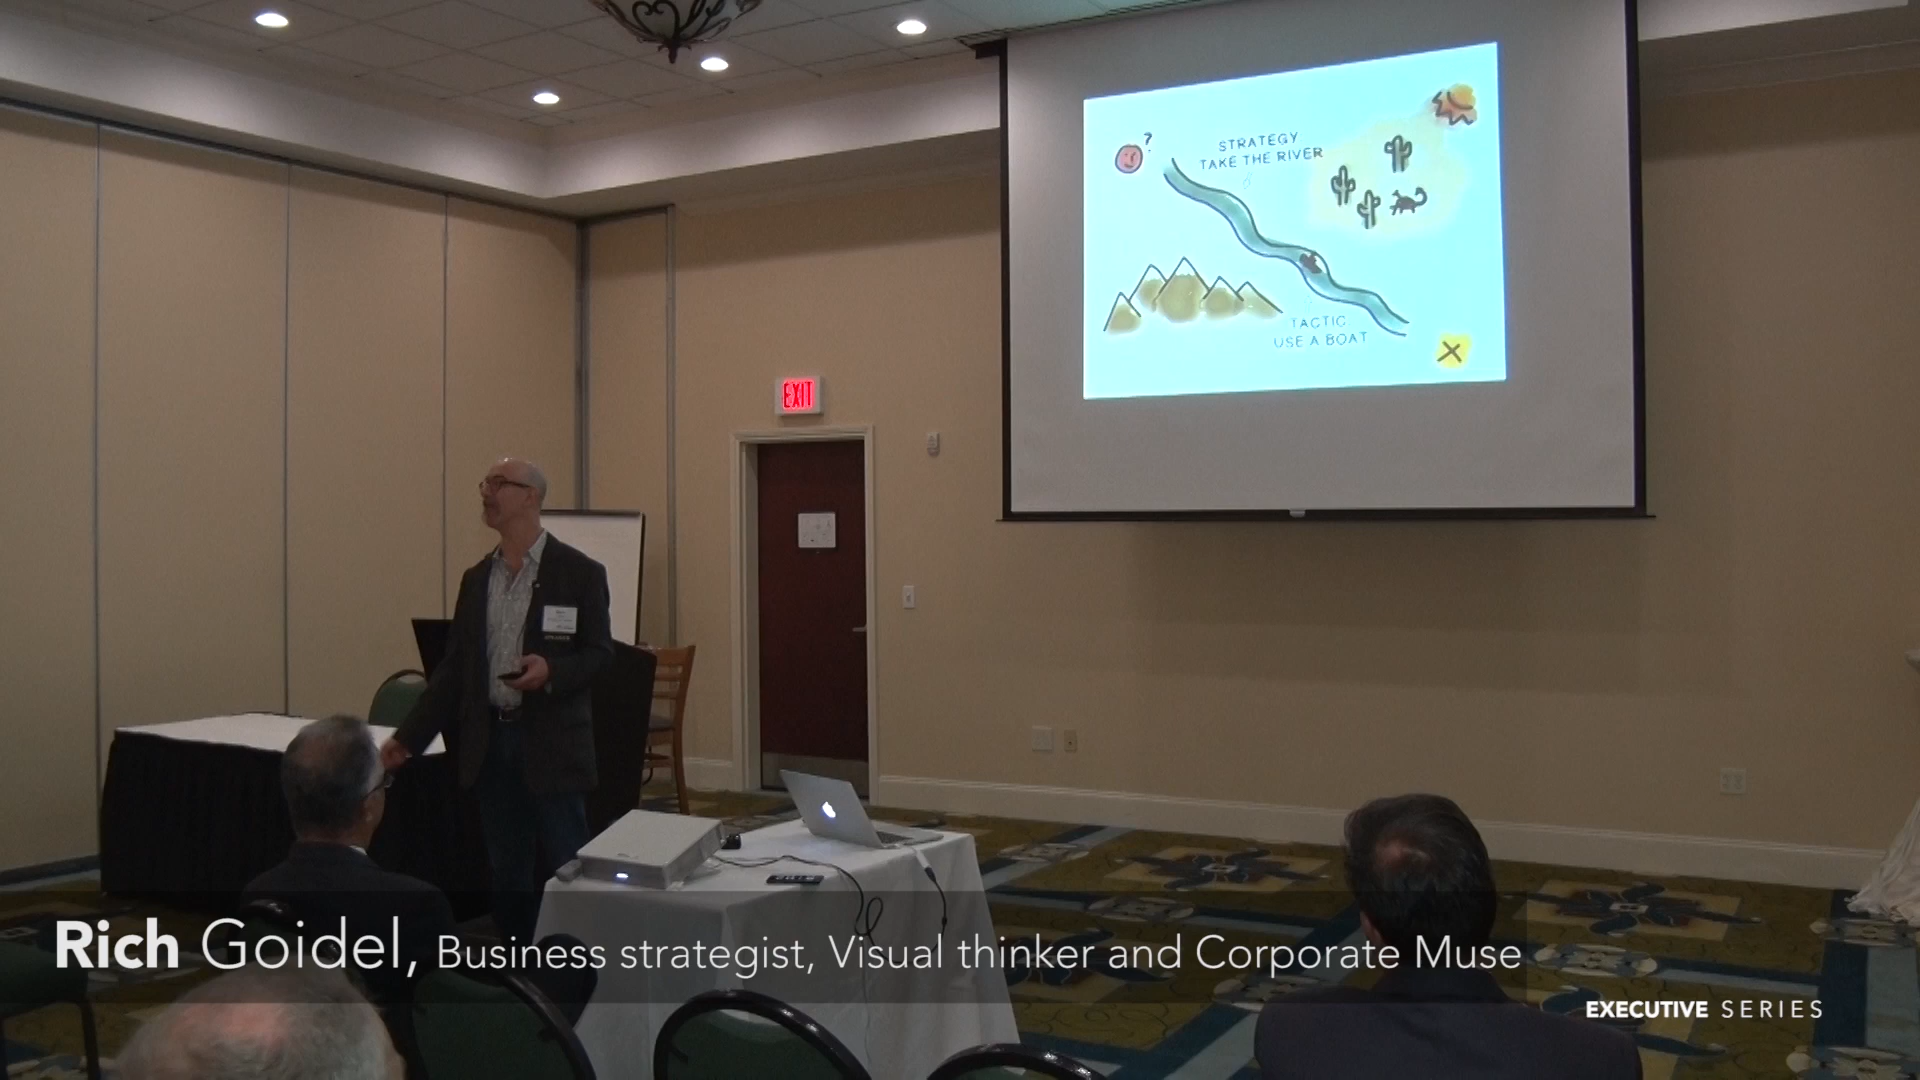 ?
STRATEGY
TAKE THE RIVER
TACTIC
USE A BOAT
EXIT
Rich Goidel, Business strategist, Visual thinker and Corporate Muse
EXECUTIVE SERIES